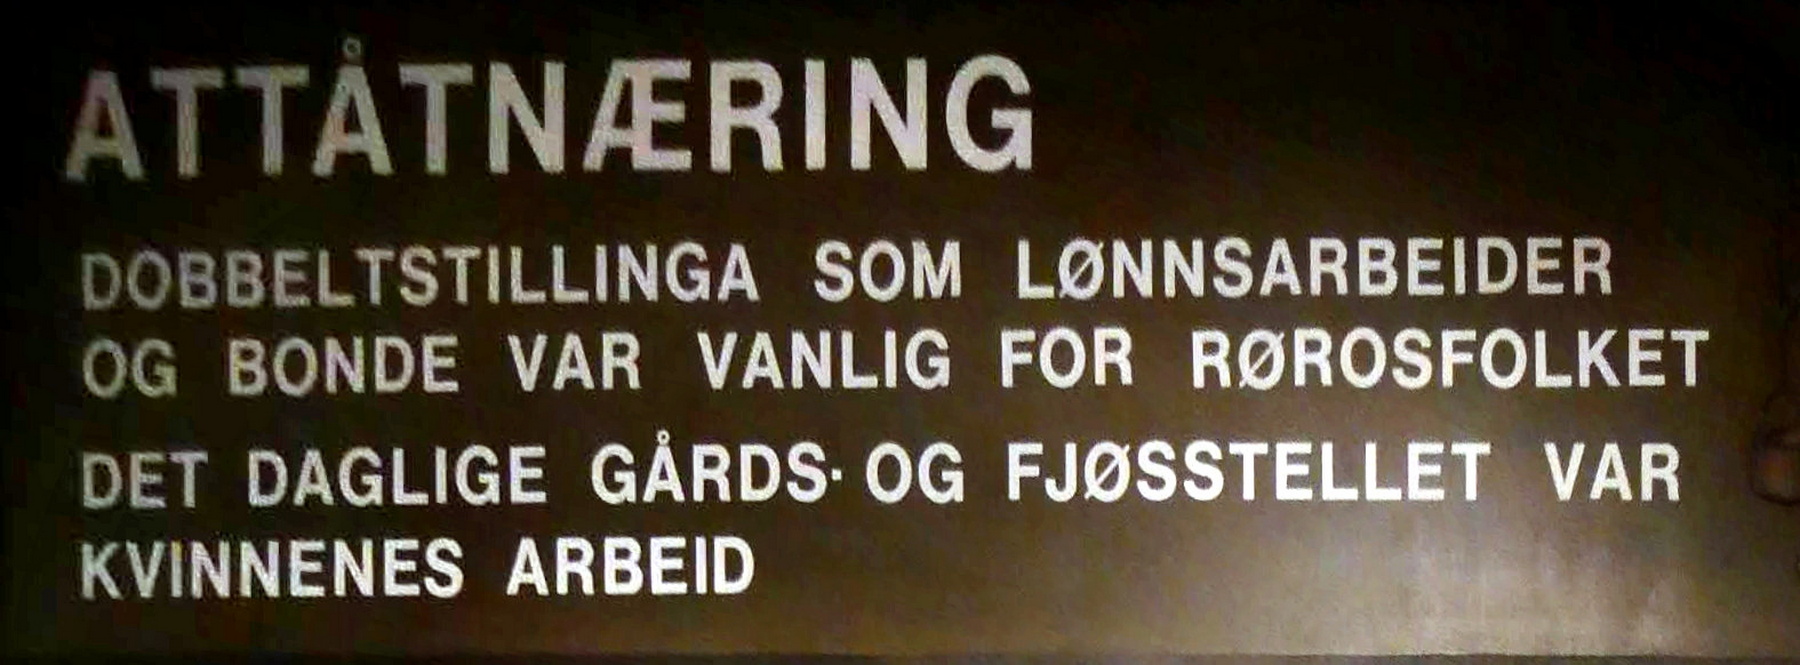 ATTÅTNÆRING
DOBBELTSTILLINGA SOM LØNNSARBEIDER
OG BONDE VAR VANLIG FOR RØROSFOLKET
DET DAGLIGE GÅRDS- OG FJØSSTELLET VAR
KVINNENES ARBEID